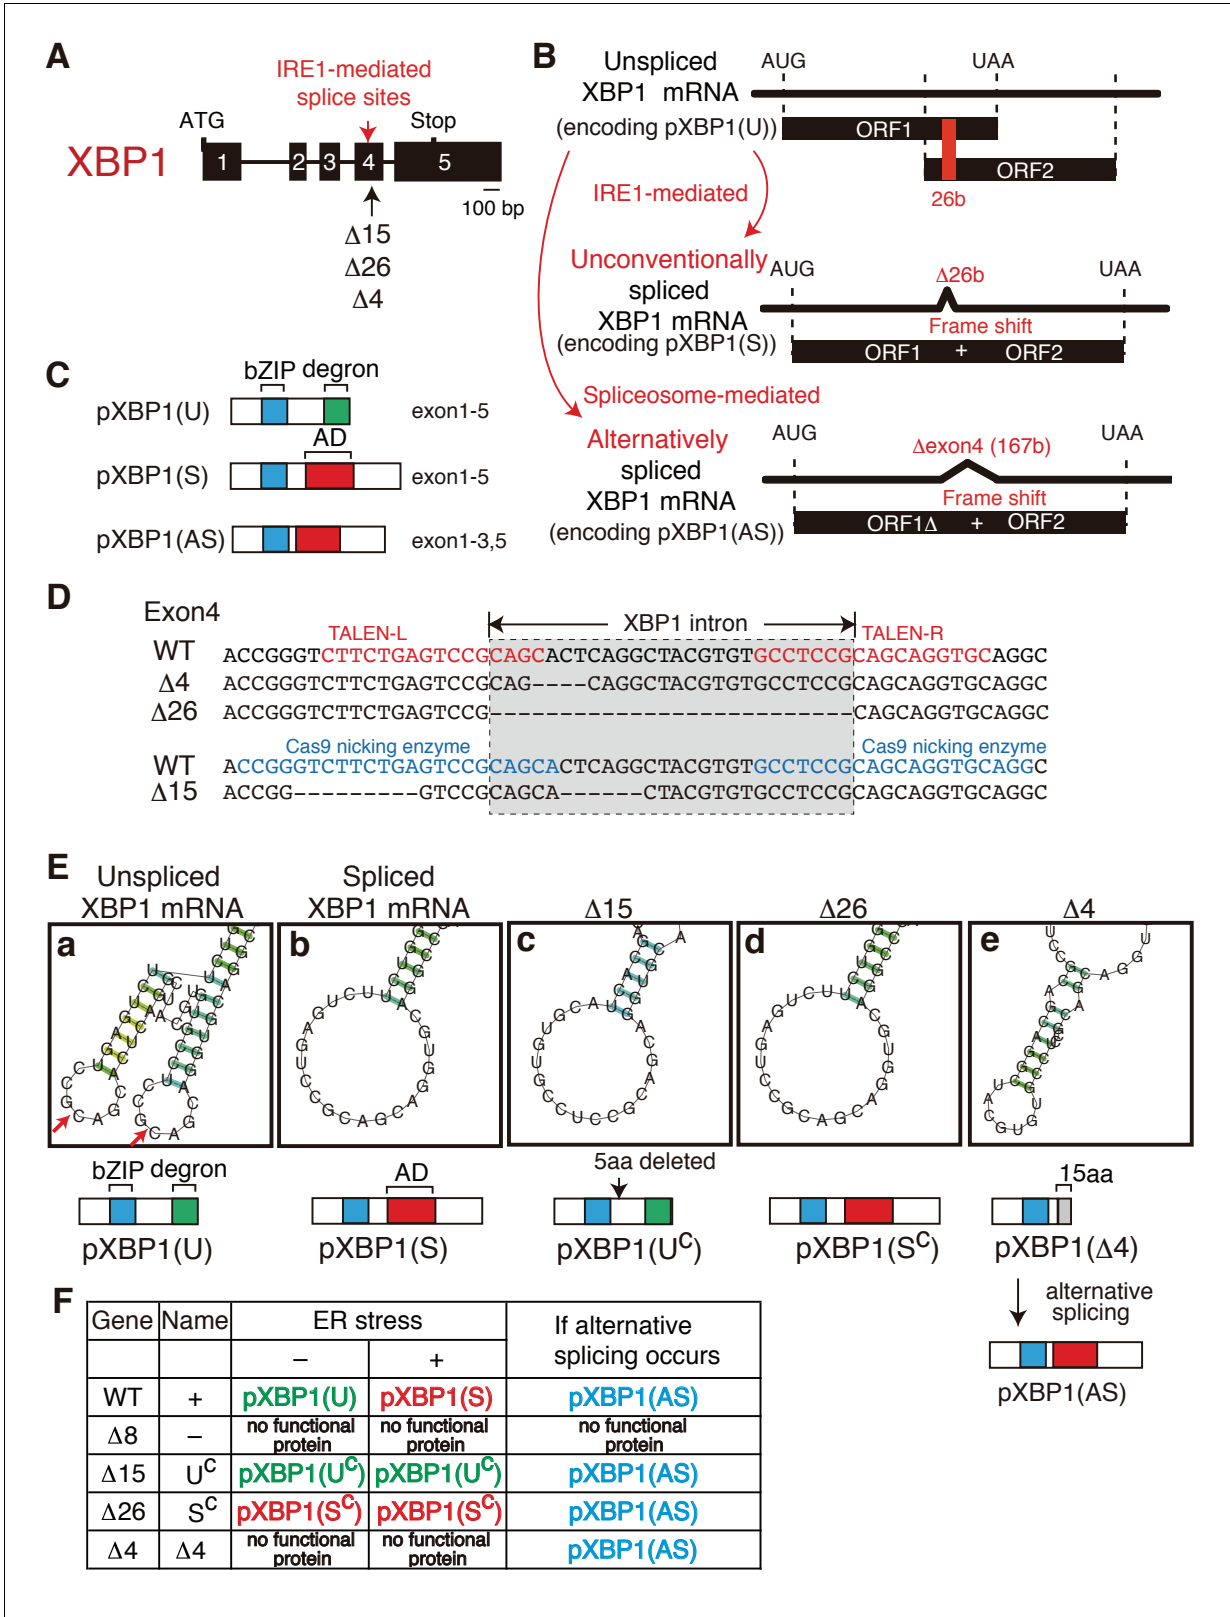 A
IRE1-mediated
splice sites
ATG
Stop
XBP1
1
2
3
4
5
100 bp
Δ15
Δ26
Δ4
B
Unspliced
XBP1 mRNA
(encoding pXBP1(U))
AUG
UAA
ORF1
ORF2
26b
IRE1-mediated
Unconventionally
spliced
XBP1 mRNA
(encoding pXBP1(S))
AUG
Δ26b
UAA
Frame shift
ORF1 + ORF2
Spliceosome-mediated
Alternatively
spliced
XBP1 mRNA
(encoding pXBP1(AS))
AUG
UAA
Δexon4 (167b)
Frame shift
ORF1Δ + ORF2
C
bZIP degron
pXBP1(U)
exon1-5
AD
pXBP1(S)
exon1-5
pXBP1(AS)
exon1-3,5
D
Exon4
XBP1 intron
TALEN-L
TALEN-R
WT ACCGGGTCTTCTGAGTCCGCAGCACTCAGGCTACGTGTGCCTCCGCAGCAGGTGCAGGC
Δ4 ACCGGGTCTTCTGAGTCCGCAG----CAGGCTACGTGTGCCTCCGCAGCAGGTGCAGGC
Δ26 ACCGGGTCTTCTGAGTCCG--------------------------CAGCAGGTGCAGGC
Cas9 nicking enzyme
Cas9 nicking enzyme
WT ACCGGGTCTTCTGAGTCCGCAGCACTCAGGCTACGTGTGCCTCCGCAGCAGGTGCAGGC
Δ15 ACCGG---------GTCCGCAGCA------CTACGTGTGCCTCCGCAGCAGGTGCAGGC
E
Unspliced
XBP1 mRNA
Spliced
XBP1 mRNA
Δ15
Δ26
Δ4
a
b
c
d
e
bZIP degron
pXBP1(U)
AD
pXBP1(S)
5aa deleted
pXBP1(Uᶜ)
pXBP1(Sᶜ)
15aa
pXBP1(Δ4)
alternative
splicing
pXBP1(AS)
F
Gene Name ER stress If alternative
splicing occurs
– +
WT + pXBP1(U) pXBP1(S) pXBP1(AS)
Δ8 – no functional protein no functional protein no functional protein
Δ15 Uᶜ pXBP1(Uᶜ) pXBP1(Uᶜ) pXBP1(AS)
Δ26 Sᶜ pXBP1(Sᶜ) pXBP1(Sᶜ) pXBP1(AS)
Δ4 Δ4 no functional protein no functional protein pXBP1(AS)